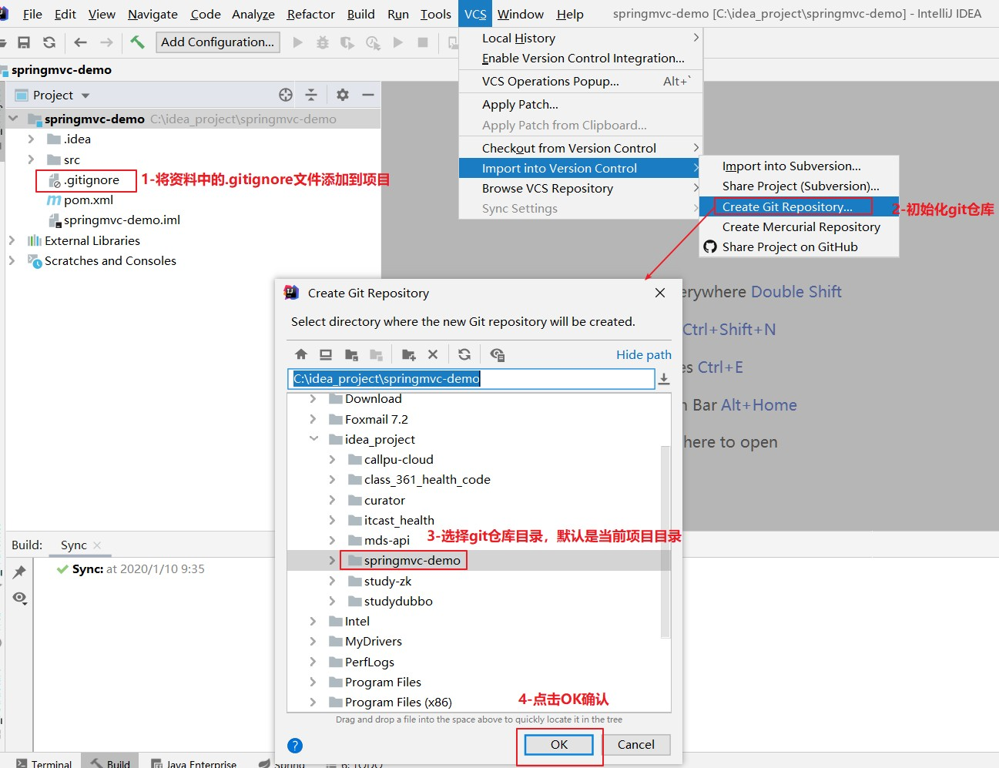 File Edit View Navigate Code Analyze Refactor Build Run Tools VCS Window Help springmvc-demo [C:\idea_project\springmvc-demo] - IntelliJ IDEA
Add Configuration...
springmvc-demo
Project
springmvc-demo C:\idea_project\springmvc-demo
.idea
src
.gitignore
1-将资料中的.gitignore文件添加到项目
pom.xml
springmvc-demo.iml
External Libraries
Scratches and Consoles
Local History
Enable Version Control Integration...
VCS Operations Popup... Alt+`
Apply Patch...
Apply Patch from Clipboard...
Checkout from Version Control
Import into Version Control
Browse VCS Repository
Sync Settings
Import into Subversion...
Share Project (Subversion)...
Create Git Repository...
2-初始化git仓库
Create Mercurial Repository
Share Project on GitHub
erywhere Double Shift
Ctrl+Shift+N
es Ctrl+E
n Bar Alt+Home
here to open
Create Git Repository
Select directory where the new Git repository will be created.
Hide path
C:\idea_project\springmvc-demo
Download
Foxmail 7.2
idea_project
callpu-cloud
class_361_health_code
curator
itcast_health
mds-api
3-选择git仓库目录，默认是当前项目目录
springmvc-demo
study-zk
studydubbo
Intel
MyDrivers
PerfLogs
Program Files
Program Files (x86)
4-点击OK确认
Drag and drop a file into the space above to quickly locate it in the tree
? OK Cancel
Build: Sync
Sync: at 2020/1/10 9:35
Terminal Build Java Enterprise Spring 6: TODO